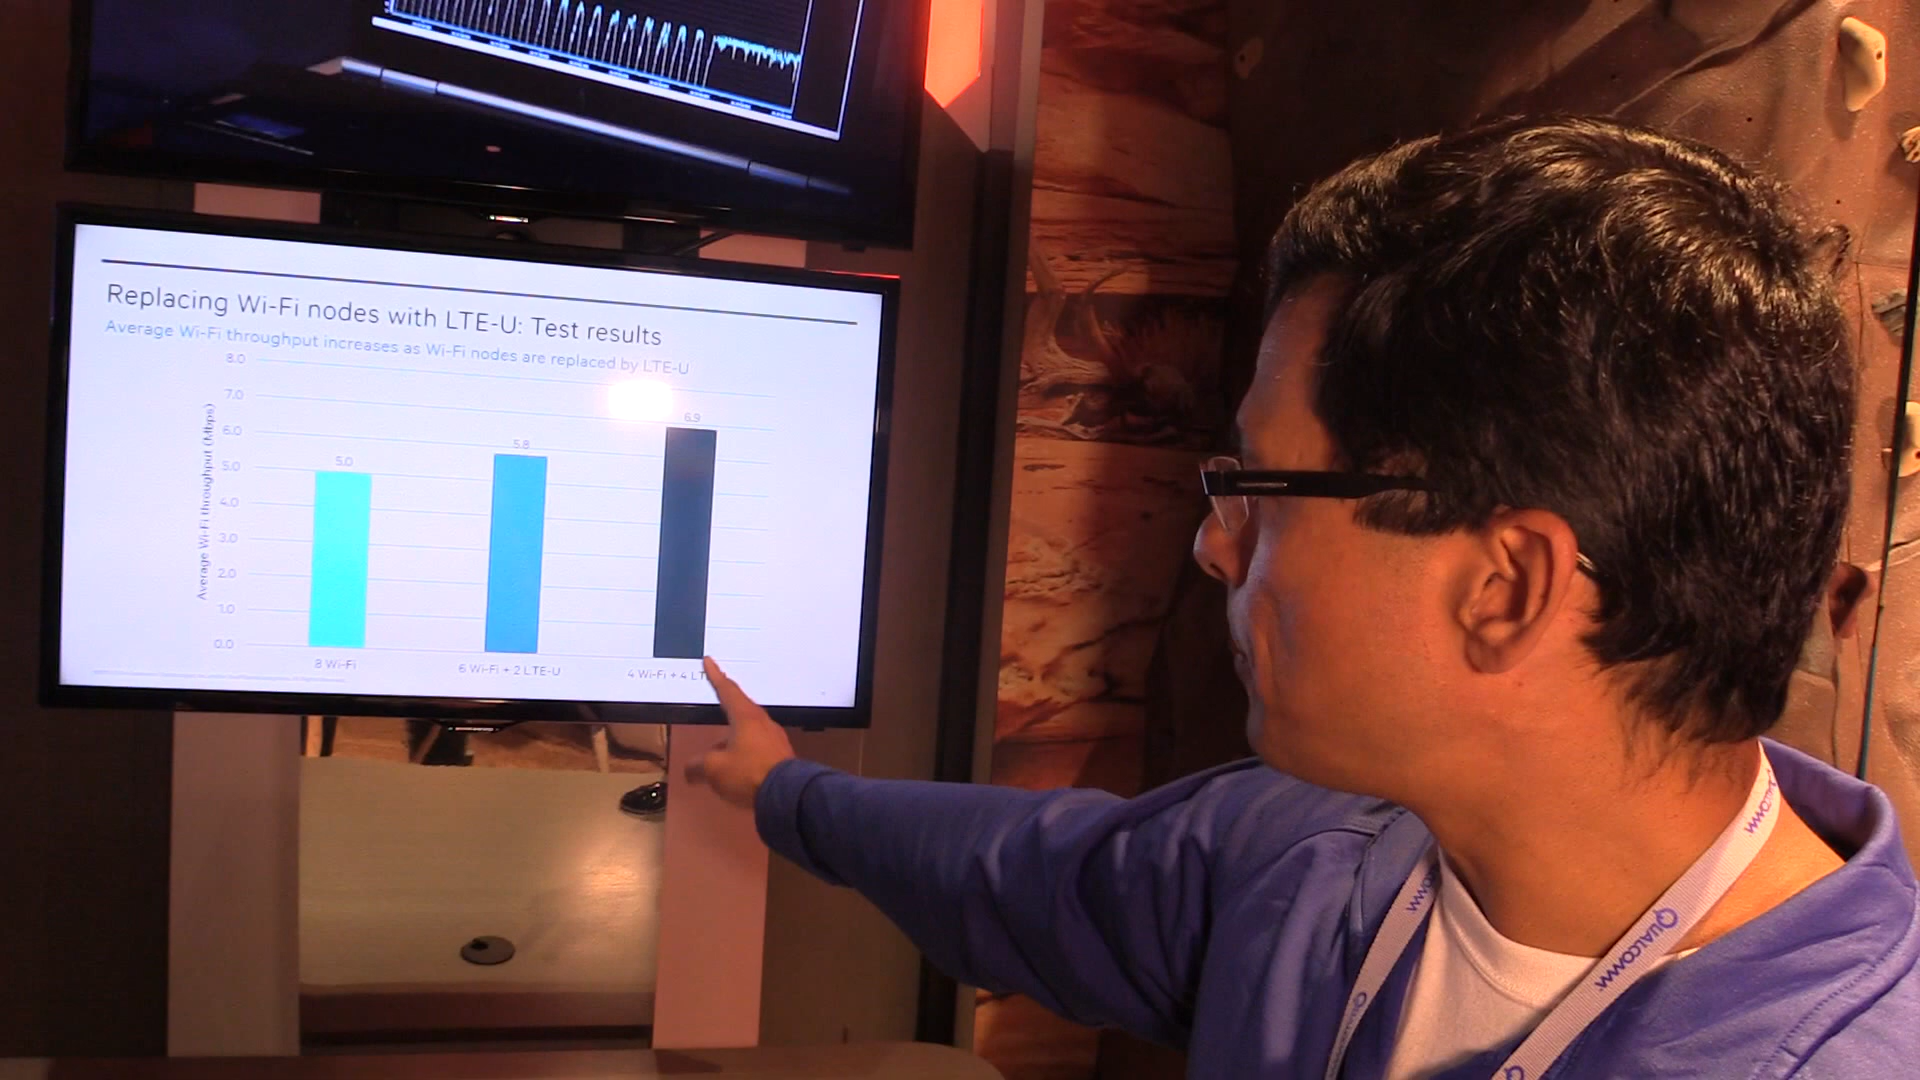 Replacing Wi-Fi nodes with LTE-U: Test results
Average Wi-Fi throughput increases as Wi-Fi nodes are replaced by LTE-U
Average Wi-Fi throughput (Mbps)
8.0
7.0
6.0
5.0
4.0
3.0
2.0
1.0
0.0
5.0
5.8
6.9
8 Wi-Fi
6 Wi-Fi + 2 LTE-U
4 Wi-Fi + 4 LT
QUALCOMM